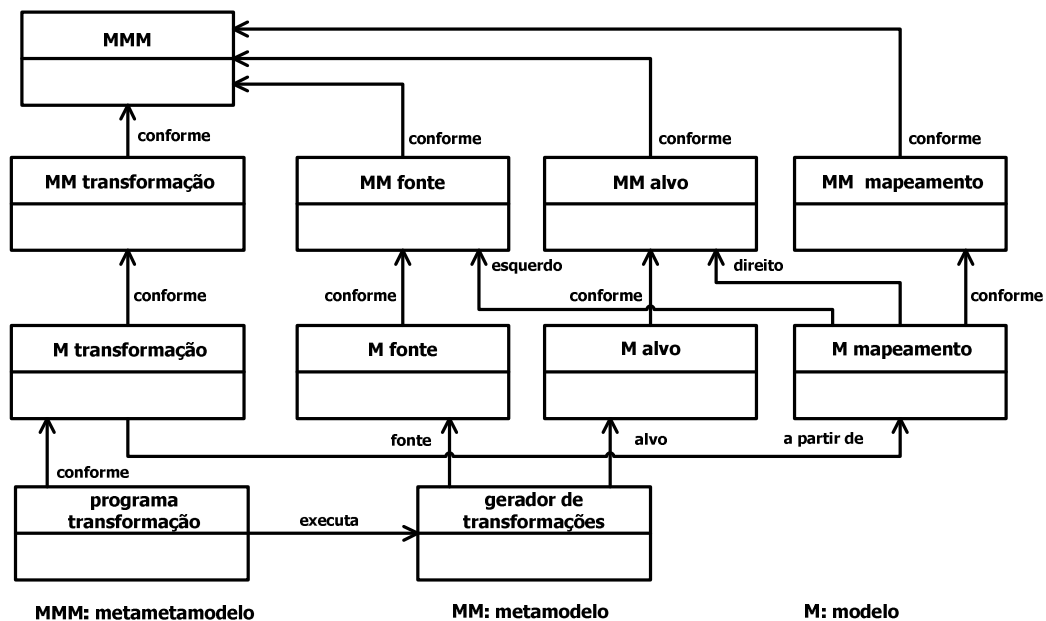 MMM
conforme
conforme
conforme
conforme
MM transformação
MM fonte
MM alvo
MM mapeamento
esquerdo
direito
conforme
conforme
conforme
conforme
M transformação
M fonte
M alvo
M mapeamento
fonte
alvo
a partir de
conforme
programa
transformação
executa
gerador de
transformações
MMM: metametamodelo
MM: metamodelo
M: modelo